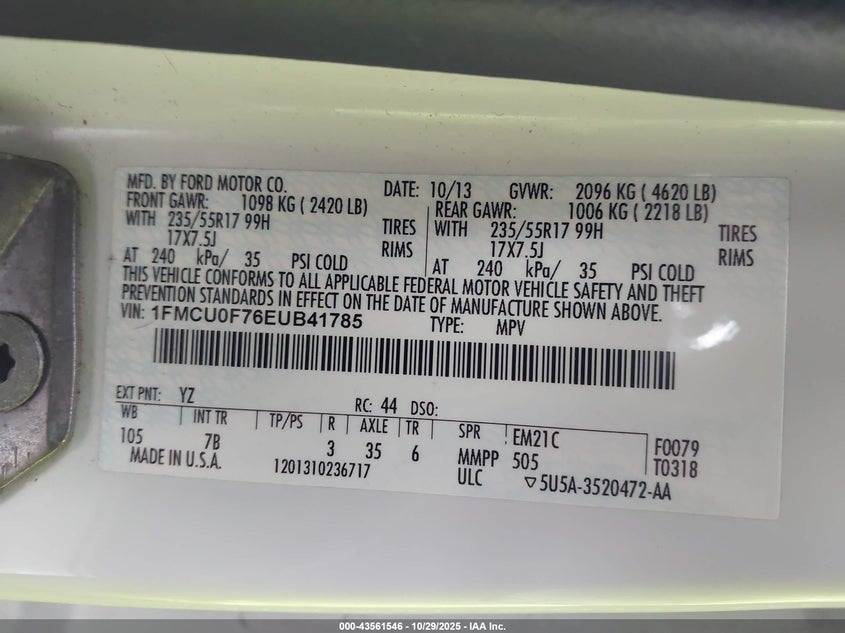 MFD. BY FORD MOTOR CO. DATE: 10/13 GVWR: 2096 KG ( 4620 LB)
FRONT GAWR: 1098 KG ( 2420 LB) REAR GAWR: 1006 KG ( 2218 LB)
WITH 235/55R17 99H TIRES WITH 235/55R17 99H TIRES
17X7.5J RIMS 17X7.5J RIMS
AT 240 kPa/ 35 PSI COLD AT 240 kPa/ 35 PSI COLD
THIS VEHICLE CONFORMS TO ALL APPLICABLE FEDERAL MOTOR VEHICLE SAFETY AND THEFT
PREVENTION STANDARDS IN EFFECT ON THE DATE OF MANUFACTURE SHOWN ABOVE.
VIN: 1FMCU0F76EUB41785 TYPE: MPV
EXT PNT: YZ RC: 44 DSO:
WB INT TR TP/PS R AXLE TR SPR EM21C F0079
105 7B 3 35 6 MMPP 505 T0318
MADE IN U.S.A. 1201310236717 ULC ▽5U5A-3520472-AA
000-43561546 - 10/29/2025 - IAA Inc.